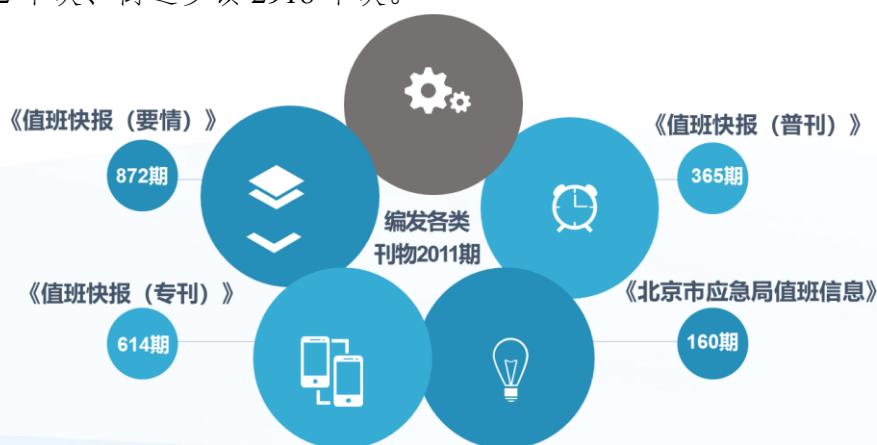 《值班快报（要情）》
872期
《值班快报（普刊）》
365期
编发各类
刊物2011期
《值班快报（专刊）》
614期
《北京市应急局值班信息》
160期